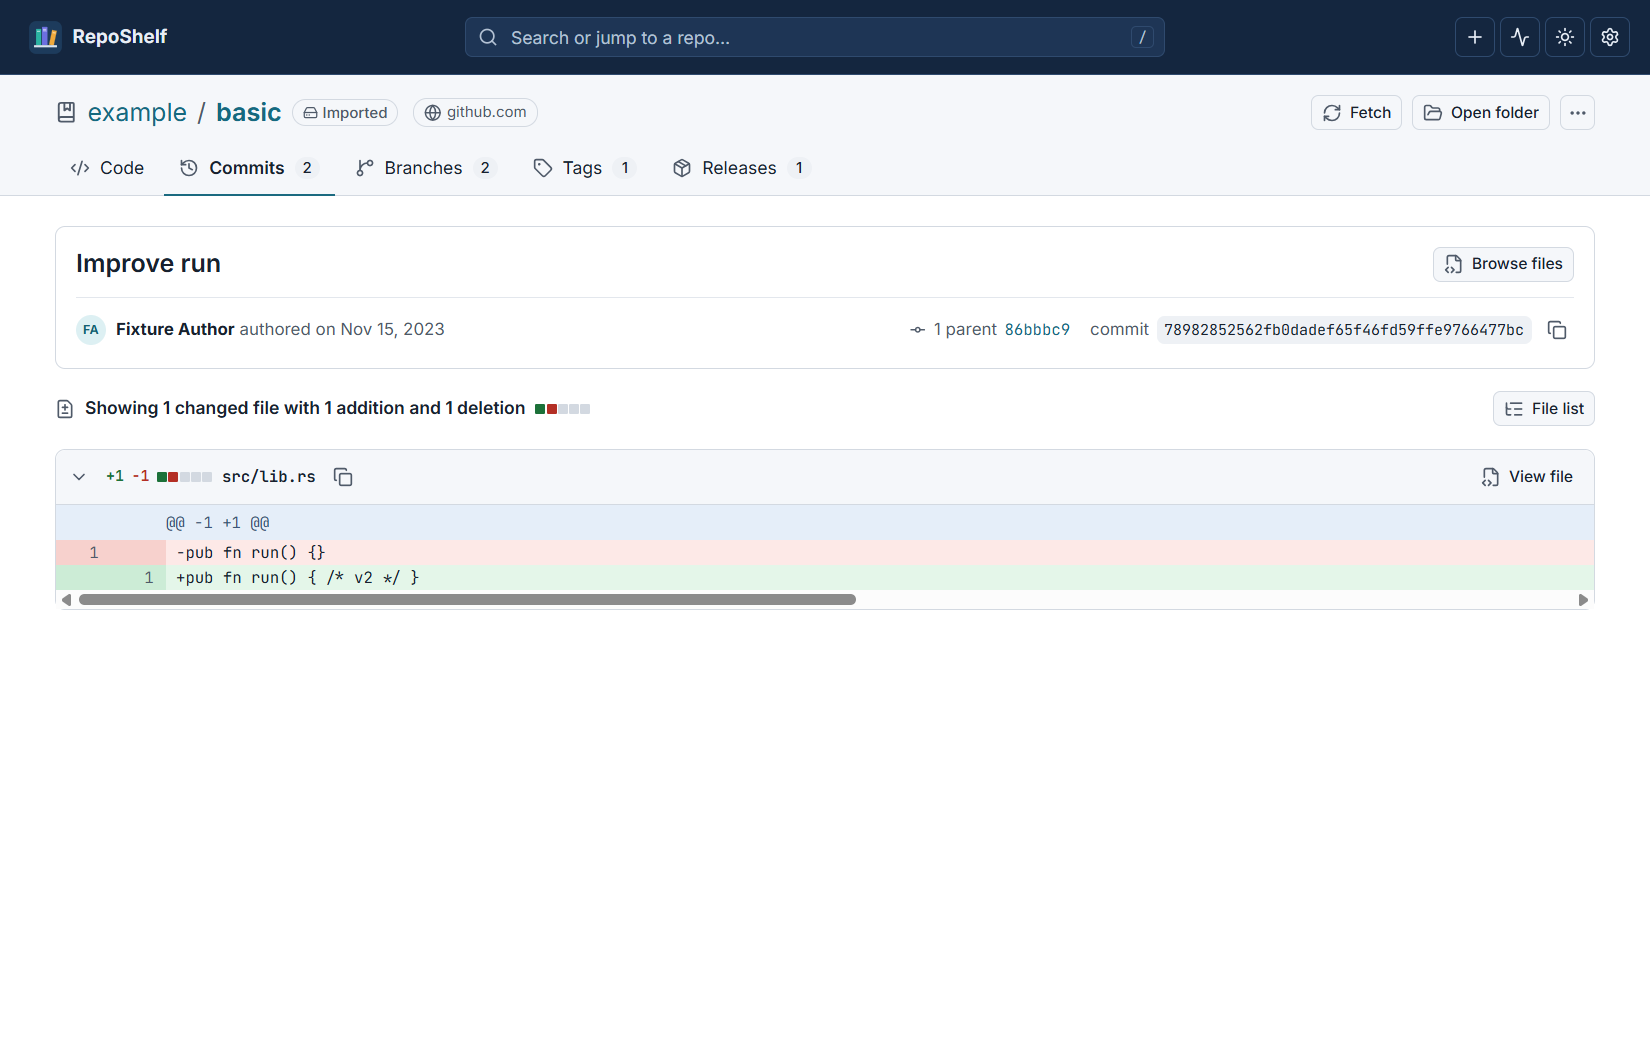 RepoShelf
Search or jump to a repo... /
example / basic Imported github.com
Fetch Open folder
Code Commits 2 Branches 2 Tags 1 Releases 1
Improve run
Browse files
FA Fixture Author authored on Nov 15, 2023
1 parent 86bbbc9 commit 78982852562fb0dadef65f46fd59ffe9766477bc
Showing 1 changed file with 1 addition and 1 deletion
File list
+1 -1 src/lib.rs
View file
@@ -1 +1 @@
1 -pub fn run() {}
1 +pub fn run() { /* v2 */ }